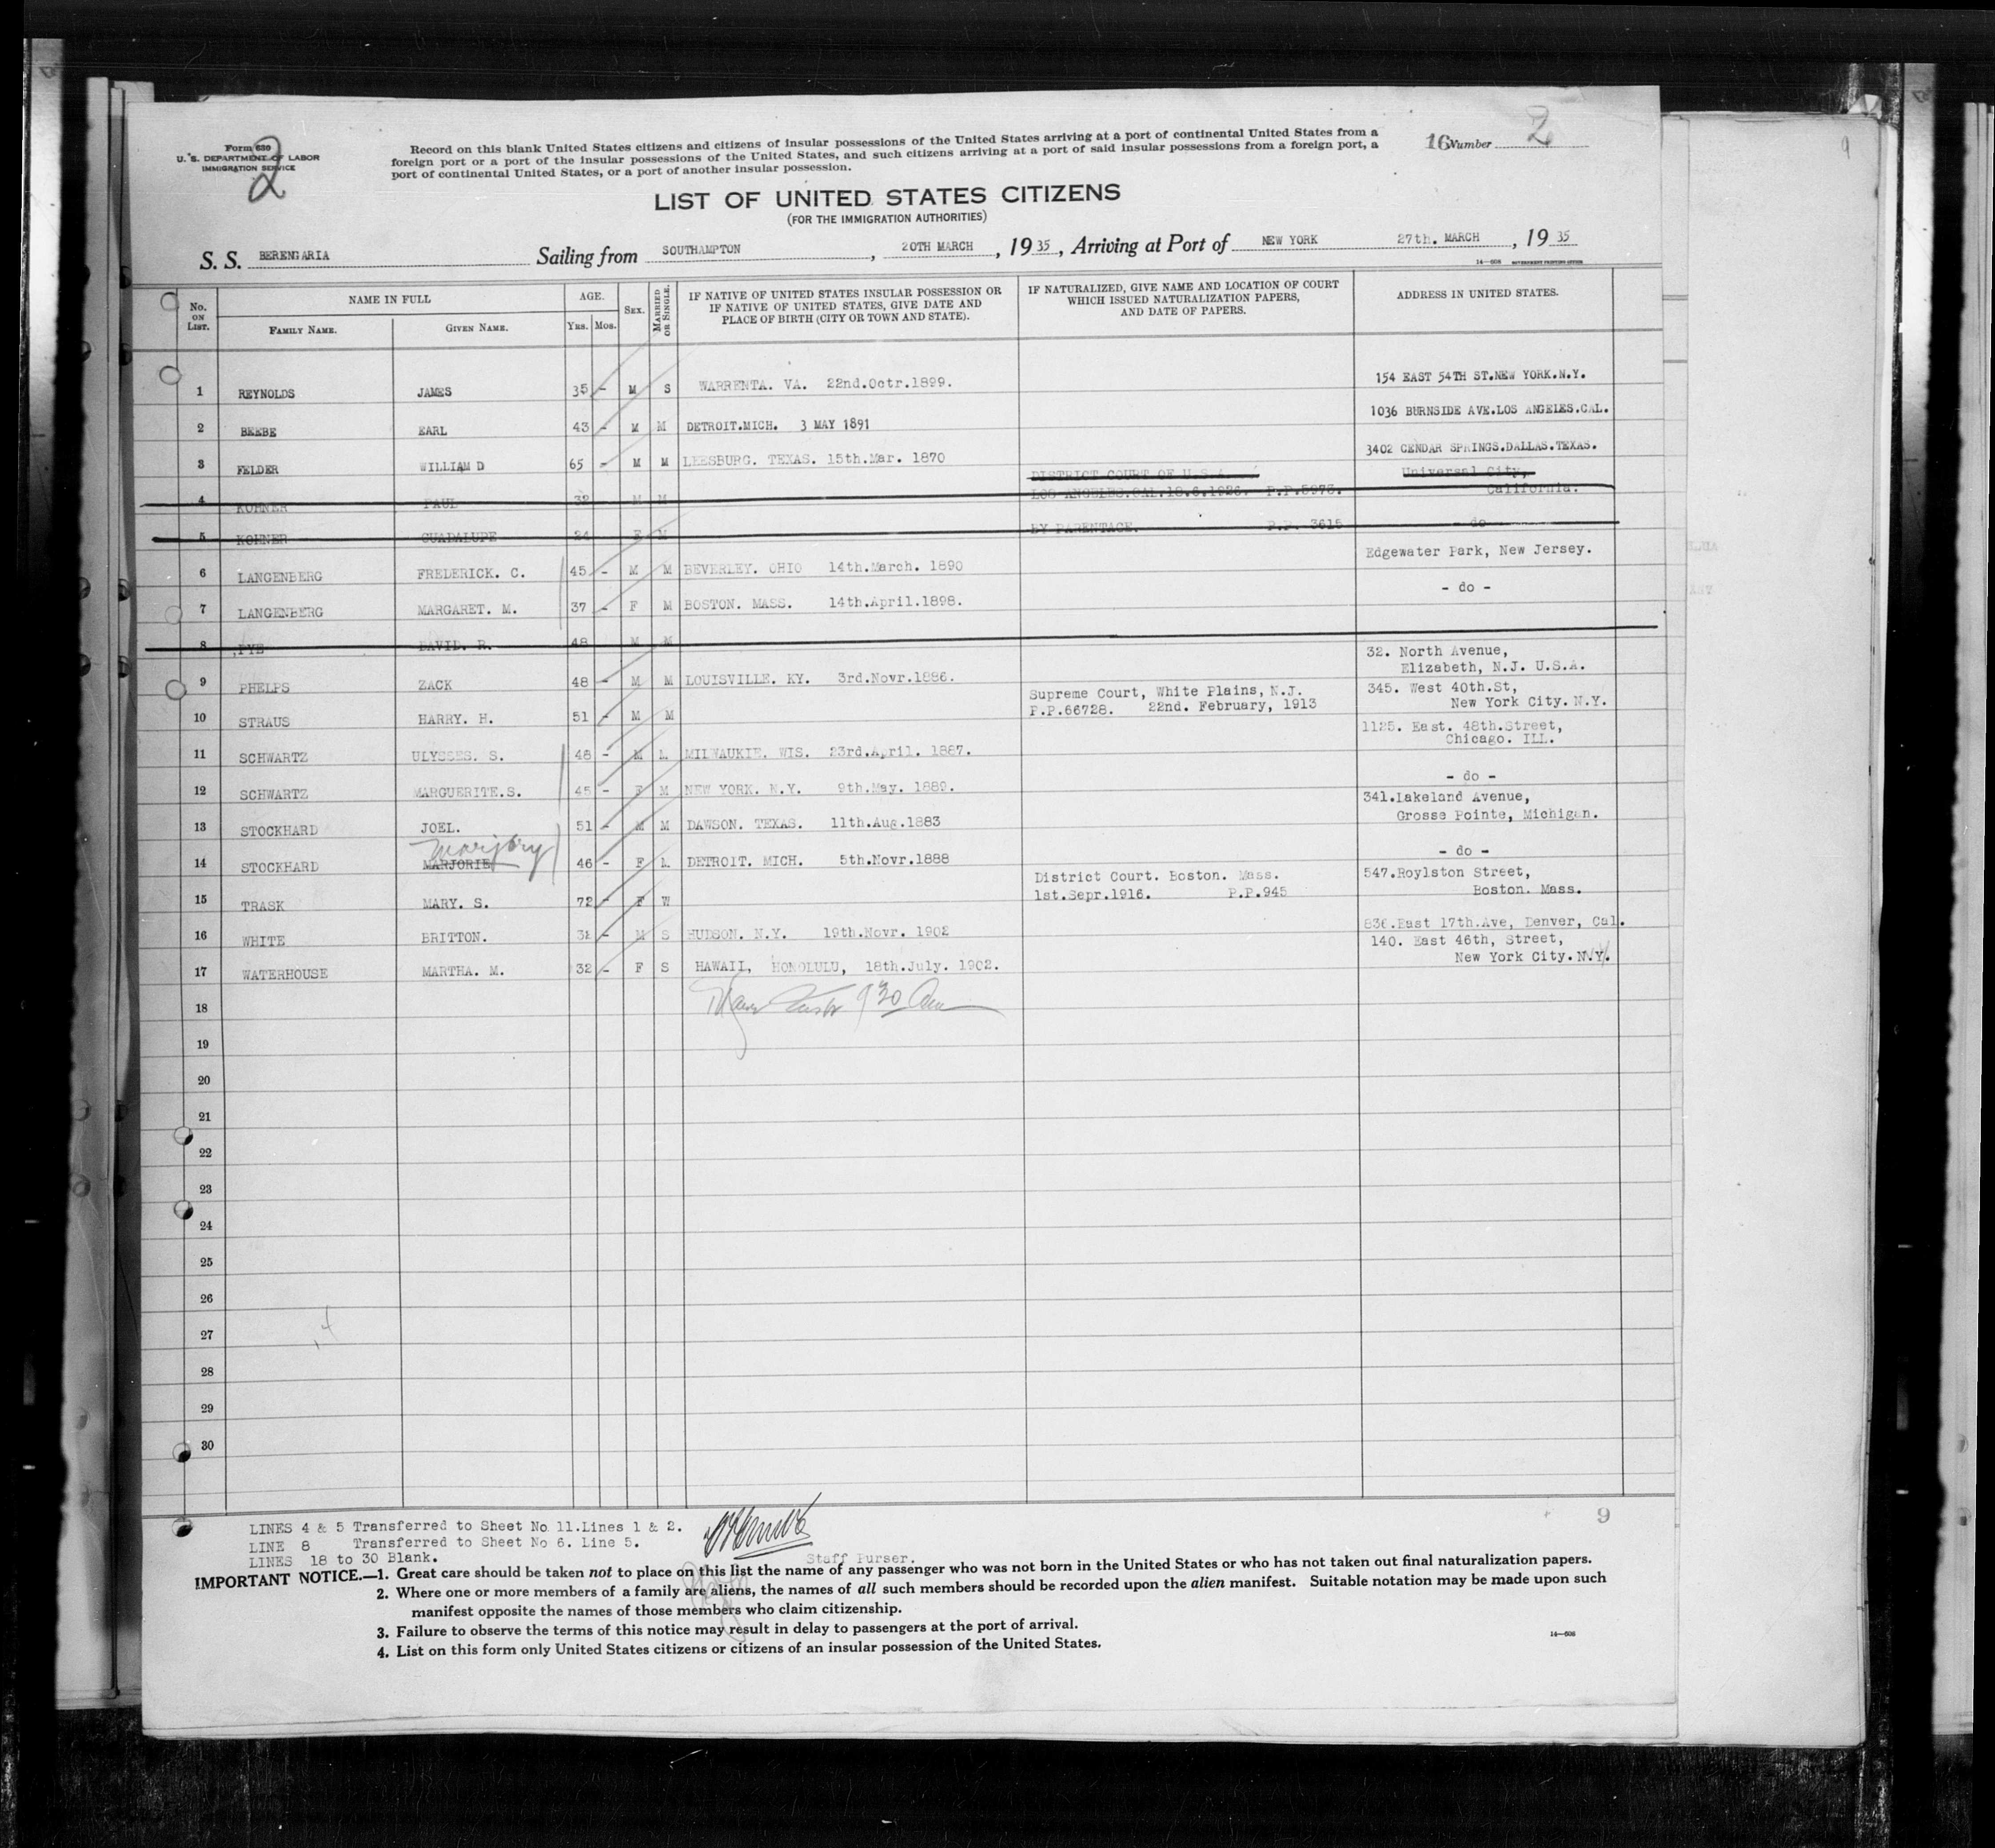 Form 630
U. S. DEPARTMENT OF LABOR
IMMIGRATION SERVICE
2
Record on this blank United States citizens and citizens of insular possessions of the United States arriving at a port of continental United States from a
foreign port or a port of the insular possessions of the United States, and such citizens arriving at a port of said insular possessions from a foreign port, a
port of continental United States, or a port of another insular possession.
16 Number 2
LIST OF UNITED STATES CITIZENS
(FOR THE IMMIGRATION AUTHORITIES)
S. S. BERENGARIA Sailing from SOUTHAMPTON, 20TH MARCH, 1935, Arriving at Port of NEW YORK 27th. MARCH, 1935
14—608 GOVERNMENT PRINTING OFFICE
No. ON LIST. NAME IN FULL AGE. SEX. MARRIED OR SINGLE. IF NATIVE OF UNITED STATES INSULAR POSSESSION OR IF NATIVE OF UNITED STATES, GIVE DATE AND PLACE OF BIRTH (CITY OR TOWN AND STATE). IF NATURALIZED, GIVE NAME AND LOCATION OF COURT WHICH ISSUED NATURALIZATION PAPERS, AND DATE OF PAPERS. ADDRESS IN UNITED STATES.
FAMILY NAME. GIVEN NAME. YRS. MOS.
1 REYNOLDS JAMES 35 - M S WARRENTA. VA. 22nd.Octr.1899. 154 EAST 54TH ST.NEW YORK.N.Y.
2 BEEBE EARL 43 - M M DETROIT.MICH. 3 MAY 1891 1036 BURNSIDE AVE.LOS ANGELES.CAL.
3 FELDER WILLIAM D 65 - M M LEESBURG. TEXAS. 15th.Mar. 1870 3402 CENDAR SPRINGS.DALLAS.TEXAS.
DISTRICT COURT OF U.S.A. Universal City,
4 KOHNER PAUL 32 M M LOS ANGELES.CAL.18.6.1926. P.P.5973. California.
5 KOHNER GUADALUPE 24 F M BY PARENTAGE. P.P. 3615 - do -
6 LANGENBERG FREDERICK. C. 45 - M M BEVERLEY. OHIO 14th.March. 1890 Edgewater Park, New Jersey.
7 LANGENBERG MARGARET. M. 37 - F M BOSTON. MASS. 14th.April.1898. - do -
8 PYE DAVID. R. 48 M M
32. North Avenue,
Elizabeth, N.J. U.S.A.
9 PHELPS ZACK 48 - M M LOUISVILLE. KY. 3rd.Novr.1886.
Supreme Court, White Plains, N.J. 345. West 40th.St,
10 STRAUS HARRY. H. 51 - M M P.P.66728. 22nd. February, 1913 New York City. N.Y.
1125. East. 48th.Street,
Chicago. ILL.
11 SCHWARTZ ULYSSES. S. 48 - M M MILWAUKIE. WIS. 23rd.April. 1887.
12 SCHWARTZ MARGUERITE.S. 45 - F M NEW YORK. N.Y. 9th.May. 1889. - do -
341.Lakeland Avenue,
Grosse Pointe, Michigan.
13 STOCKHARD JOEL. 51 - M M DAWSON. TEXAS. 11th.Aug.1883
Marjory
14 STOCKHARD MARJORIE 46 - F M DETROIT. MICH. 5th.Novr.1888 - do -
District Court. Boston. Mass. 547.Roylston Street,
15 TRASK MARY. S. 72 - F W 1st.Sepr.1916. P.P.945 Boston. Mass.
16 WHITE BRITTON. 32 - M S HUDSON. N.Y. 19th.Novr. 1902 836.East 17th.Ave, Denver, Cal.
140. East 46th, Street,
17 WATERHOUSE MARTHA. M. 32 - F S HAWAII, HONOLULU, 18th.July. 1902. New York City. N.Y.
18 9 30 Am
19
20
21
22
23
24
25
26
27
28
29
30
9
LINES 4 & 5 Transferred to Sheet No 11.Lines 1 & 2.
LINE 8 Transferred to Sheet No 6. Line 5.
LINES 18 to 30 Blank.
Staff Purser.
IMPORTANT NOTICE.—1. Great care should be taken not to place on this list the name of any passenger who was not born in the United States or who has not taken out final naturalization papers.
2. Where one or more members of a family are aliens, the names of all such members should be recorded upon the alien manifest. Suitable notation may be made upon such
manifest opposite the names of those members who claim citizenship.
3. Failure to observe the terms of this notice may result in delay to passengers at the port of arrival.
4. List on this form only United States citizens or citizens of an insular possession of the United States.
14—608